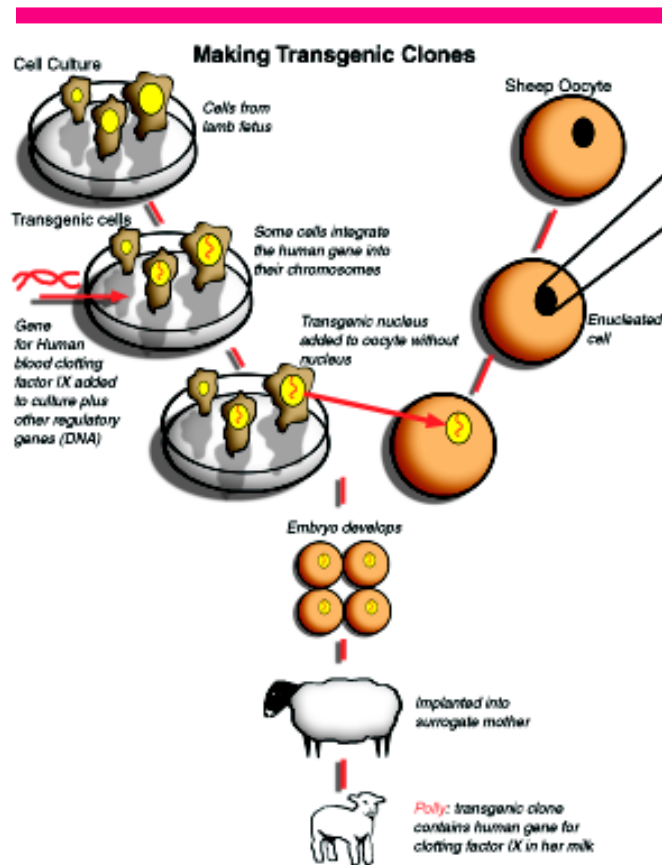 Making Transgenic Clones
Cell Culture
Cells from
lamb fetus
Sheep Oocyte
Transgenic cells
Some cells integrate
the human gene into
their chromosomes
Gene
for Human
blood clotting
factor IX added
to culture plus
other regulatory
genes (DNA)
Transgenic nucleus
added to oocyte without
nucleus
Enucleated
cell
Embryo develops
Implanted into
surrogate mother
Polly: transgenic clone
contains human gene for
clotting factor IX in her milk